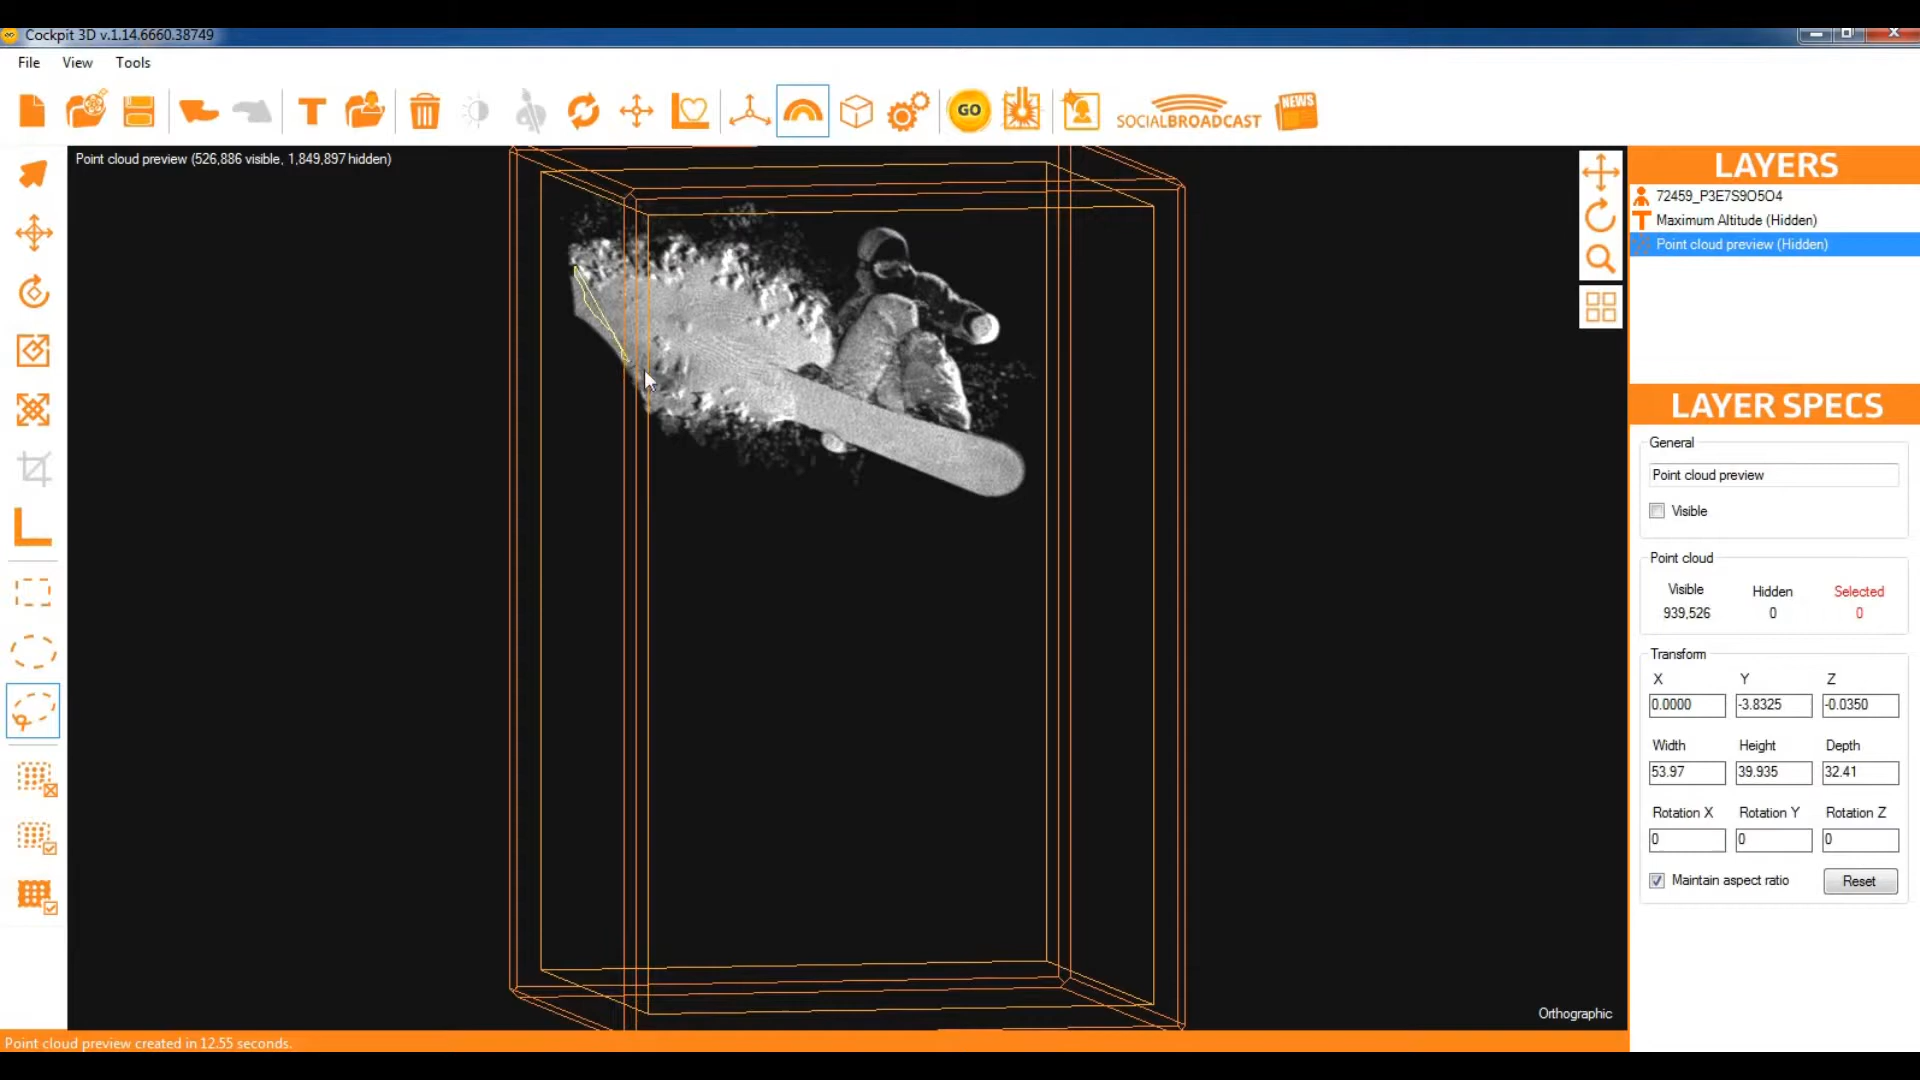 Cockpit 3D v.1.14.6660.38749
File View Tools
T GO SOCIALBROADCAST NEWS
Point cloud preview (526,886 visible, 1,849,897 hidden)
LAYERS
72459_P3E7S9O5O4
T Maximum Altitude (Hidden)
Point cloud preview (Hidden)
LAYER SPECS
General
Point cloud preview
Visible
Point cloud
Visible Hidden Selected
939,526 0 0
Transform
X Y Z
0.0000 -3.8325 -0.0350
Width Height Depth
53.97 39.935 32.41
Rotation X Rotation Y Rotation Z
0 0 0
Maintain aspect ratio Reset
Orthographic
Point cloud preview created in 12.55 seconds.